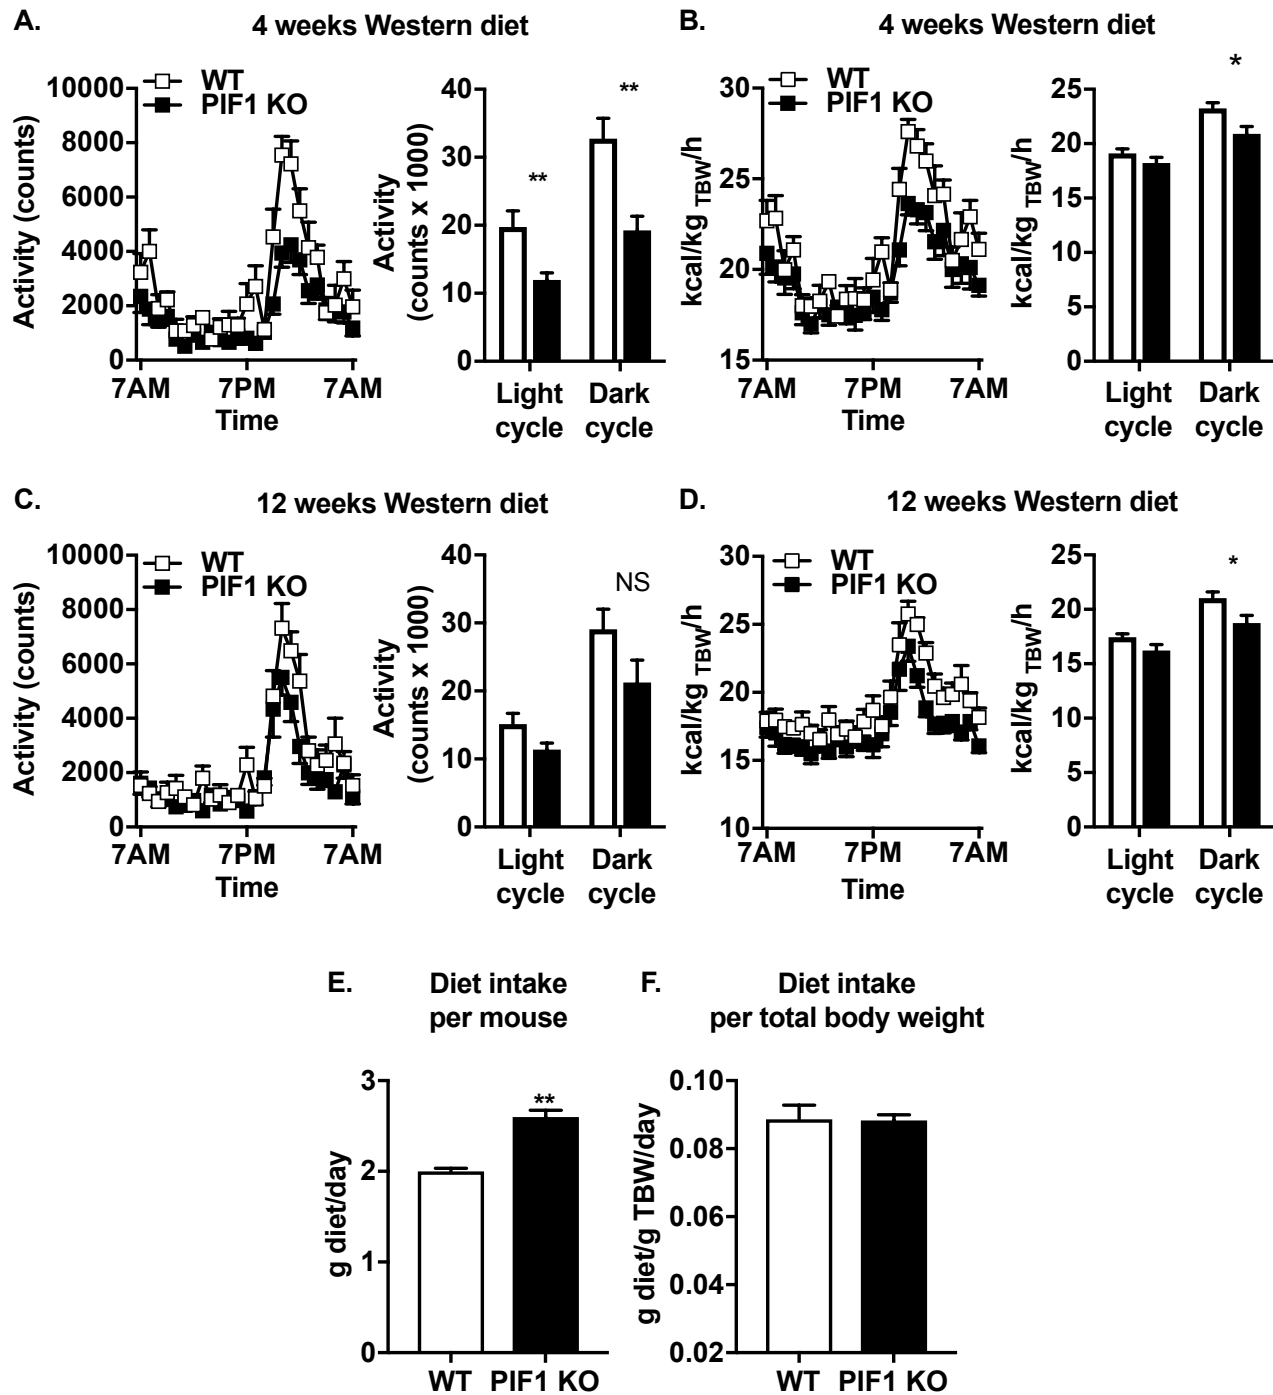 A.
4 weeks Western diet
Activity (counts)
10000
8000
6000
4000
2000
0
WT
PIF1 KO
7AM
7PM
7AM
Time
Activity
(counts x 1000)
40
30
20
10
0
**
**
Light
cycle
Dark
cycle
B.
4 weeks Western diet
kcal/kg TBW/h
30
25
20
15
WT
PIF1 KO
7AM
7PM
7AM
Time
kcal/kg TBW/h
25
20
15
10
5
0
*
Light
cycle
Dark
cycle
C.
12 weeks Western diet
Activity (counts)
10000
8000
6000
4000
2000
0
WT
PIF1 KO
7AM
7PM
7AM
Time
Activity
(counts x 1000)
40
30
20
10
0
NS
Light
cycle
Dark
cycle
D.
12 weeks Western diet
kcal/kg TBW/h
30
25
20
15
10
WT
PIF1 KO
7AM
7PM
7AM
Time
kcal/kg TBW/h
25
20
15
10
5
0
*
Light
cycle
Dark
cycle
E.
Diet intake
per mouse
g diet/day
3
2
1
0
**
WT
PIF1 KO
F.
Diet intake
per total body weight
g diet/g TBW/day
0.10
0.08
0.06
0.04
0.02
WT
PIF1 KO